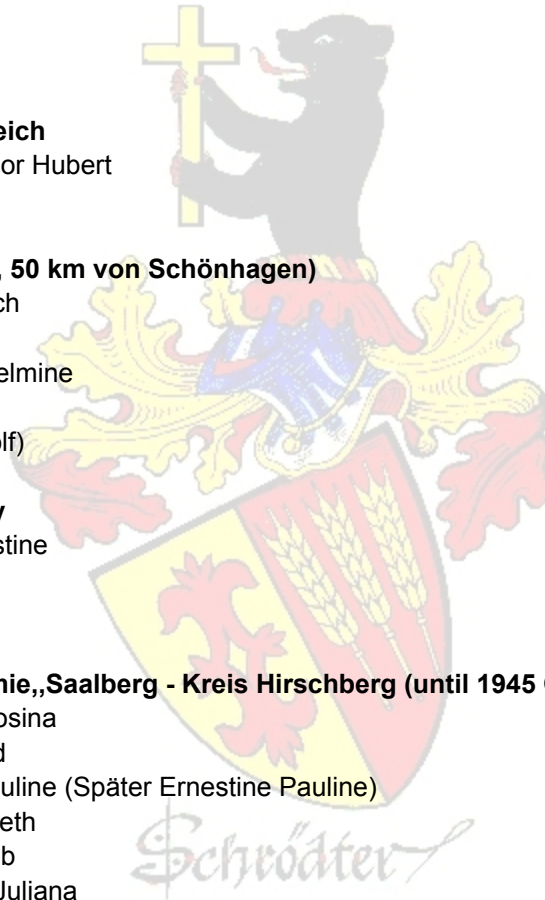 eich
or Hubert
, 50 km von Schönhagen)
ch
elmine
olf)
stine
nie,,Saalberg - Kreis Hirschberg (until 1945
osina
d
uline (Später Ernestine Pauline)
eth
b
Juliana
Schrödter